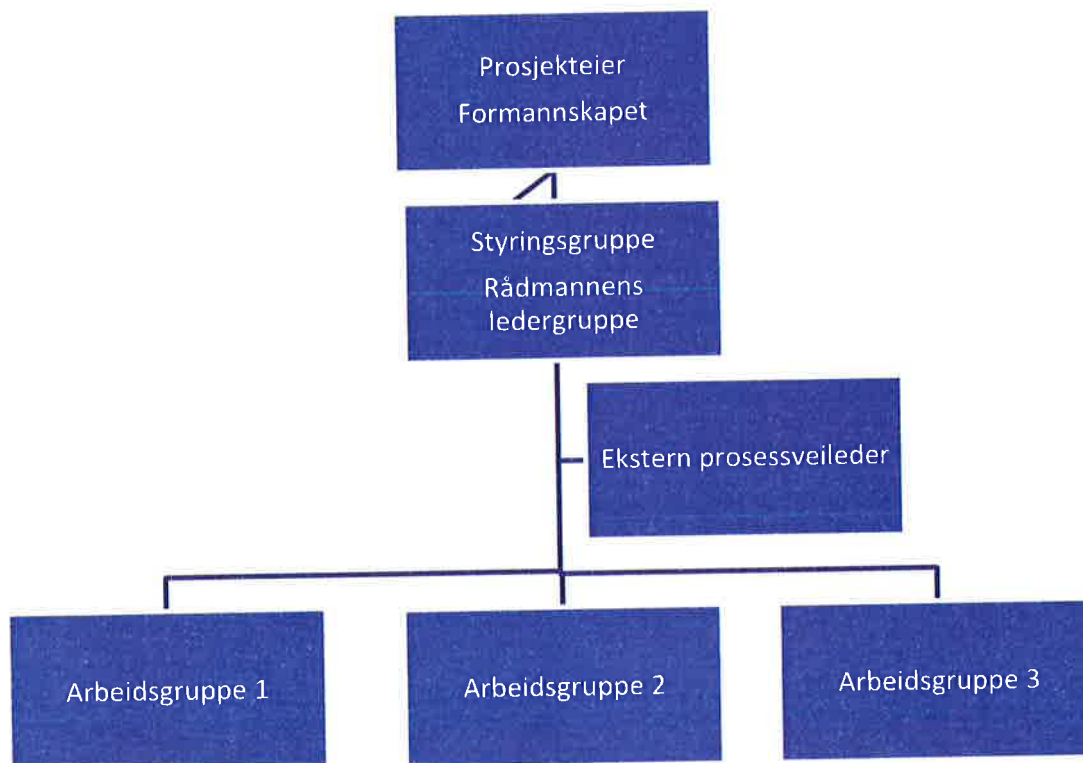 Prosjekteier
Formannskapet
Styringsgruppe
Rådmannens
ledergruppe
Ekstern prosessveileder
Arbeidsgruppe 1
Arbeidsgruppe 2
Arbeidsgruppe 3